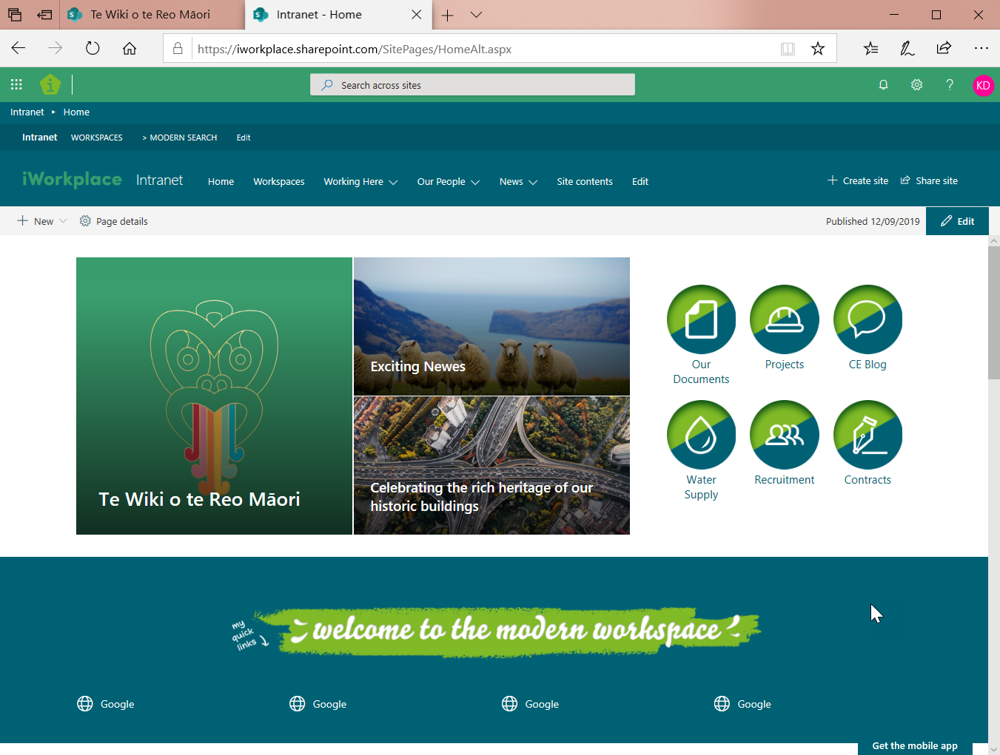 Te Wiki o te Reo Māori
Intranet - Home
https://iworkplace.sharepoint.com/SitePages/HomeAlt.aspx
i
Search across sites
?
KD
Intranet ▸ Home
Intranet WORKSPACES > MODERN SEARCH Edit
iWorkplace Intranet Home Workspaces Working Here Our People News Site contents Edit Create site Share site
New Page details Published 12/09/2019 Edit
Te Wiki o te Reo Māori
Exciting Newes
Celebrating the rich heritage of our
historic buildings
Our
Documents
Projects
CE Blog
Water
Supply
Recruitment
Contracts
my
quick
links
welcome to the modern workspace
Google Google Google Google
Get the mobile app